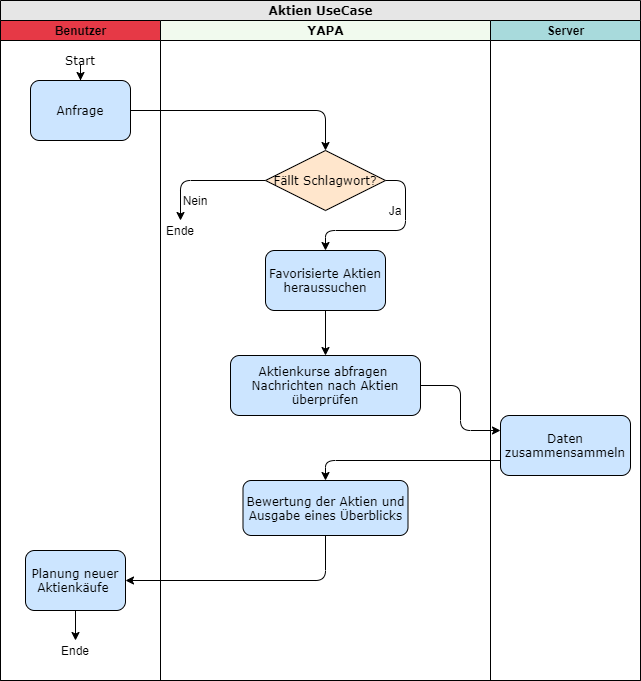 Aktien UseCase
Benutzer
YAPA
Server
Start
Anfrage
Fällt Schlagwort?
Nein
Ja
Ende
Favorisierte Aktien
heraussuchen
Aktienkurse abfragen
Nachrichten nach Aktien
überprüfen
Daten
zusammensammeln
Bewertung der Aktien und
Ausgabe eines Überblicks
Planung neuer
Aktienkäufe
Ende